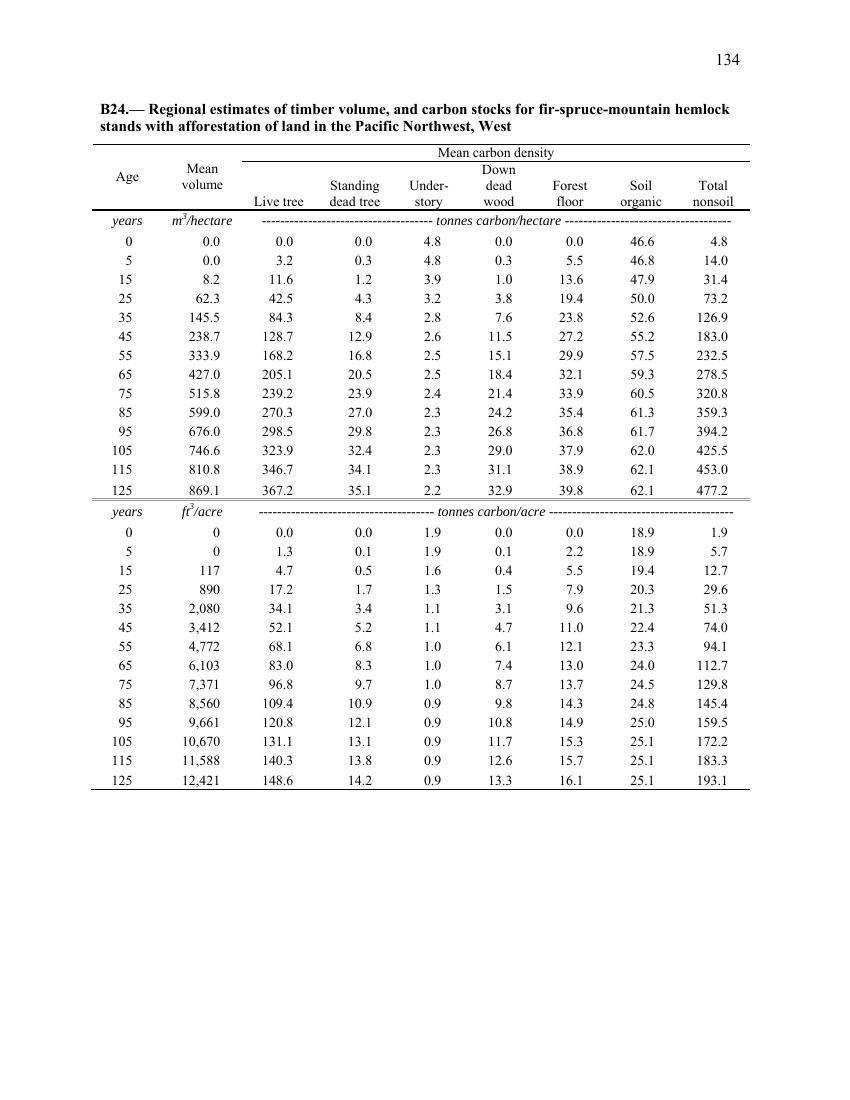 134
B24.— Regional estimates of timber volume, and carbon stocks for fir-spruce-mountain hemlock
stands with afforestation of land in the Pacific Northwest, West
Mean carbon density
Age Mean volume Live tree Standing dead tree Under-story Down dead wood Forest floor Soil organic Total nonsoil
years m³/hectare ------------------------------------- tonnes carbon/hectare ------------------------------------
0 0.0 0.0 0.0 4.8 0.0 0.0 46.6 4.8
5 0.0 3.2 0.3 4.8 0.3 5.5 46.8 14.0
15 8.2 11.6 1.2 3.9 1.0 13.6 47.9 31.4
25 62.3 42.5 4.3 3.2 3.8 19.4 50.0 73.2
35 145.5 84.3 8.4 2.8 7.6 23.8 52.6 126.9
45 238.7 128.7 12.9 2.6 11.5 27.2 55.2 183.0
55 333.9 168.2 16.8 2.5 15.1 29.9 57.5 232.5
65 427.0 205.1 20.5 2.5 18.4 32.1 59.3 278.5
75 515.8 239.2 23.9 2.4 21.4 33.9 60.5 320.8
85 599.0 270.3 27.0 2.3 24.2 35.4 61.3 359.3
95 676.0 298.5 29.8 2.3 26.8 36.8 61.7 394.2
105 746.6 323.9 32.4 2.3 29.0 37.9 62.0 425.5
115 810.8 346.7 34.1 2.3 31.1 38.9 62.1 453.0
125 869.1 367.2 35.1 2.2 32.9 39.8 62.1 477.2
years ft³/acre -------------------------------------- tonnes carbon/acre ----------------------------------------
0 0 0.0 0.0 1.9 0.0 0.0 18.9 1.9
5 0 1.3 0.1 1.9 0.1 2.2 18.9 5.7
15 117 4.7 0.5 1.6 0.4 5.5 19.4 12.7
25 890 17.2 1.7 1.3 1.5 7.9 20.3 29.6
35 2,080 34.1 3.4 1.1 3.1 9.6 21.3 51.3
45 3,412 52.1 5.2 1.1 4.7 11.0 22.4 74.0
55 4,772 68.1 6.8 1.0 6.1 12.1 23.3 94.1
65 6,103 83.0 8.3 1.0 7.4 13.0 24.0 112.7
75 7,371 96.8 9.7 1.0 8.7 13.7 24.5 129.8
85 8,560 109.4 10.9 0.9 9.8 14.3 24.8 145.4
95 9,661 120.8 12.1 0.9 10.8 14.9 25.0 159.5
105 10,670 131.1 13.1 0.9 11.7 15.3 25.1 172.2
115 11,588 140.3 13.8 0.9 12.6 15.7 25.1 183.3
125 12,421 148.6 14.2 0.9 13.3 16.1 25.1 193.1